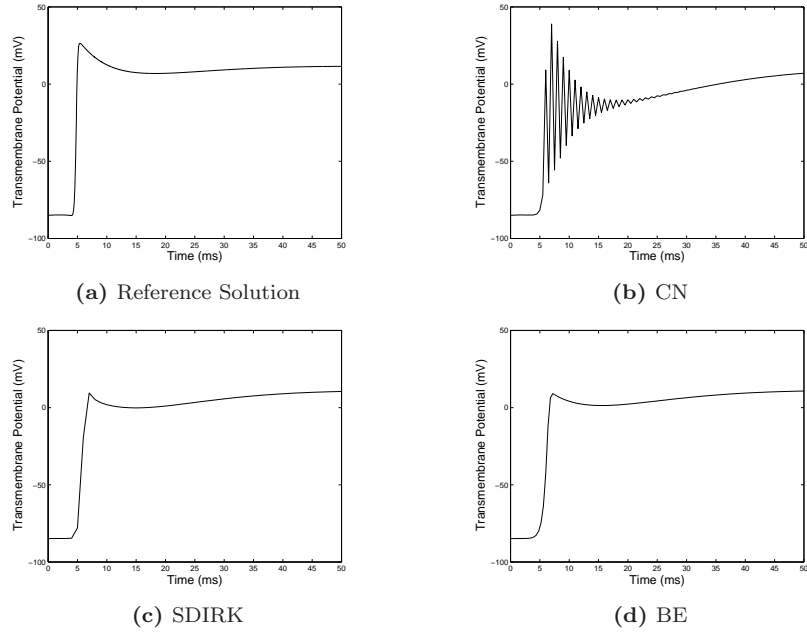 50
0
−50
−100
Transmembrane Potential (mV)
0 5 10 15 20 25 30 35 40 45 50
Time (ms)
(a) Reference Solution
50
0
−50
−100
Transmembrane Potential (mV)
0 5 10 15 20 25 30 35 40 45 50
Time (ms)
(b) CN
50
0
−50
−100
Transmembrane Potential (mV)
0 5 10 15 20 25 30 35 40 45 50
Time (ms)
(c) SDIRK
50
0
−50
−100
Transmembrane Potential (mV)
0 5 10 15 20 25 30 35 40 45 50
Time (ms)
(d) BE